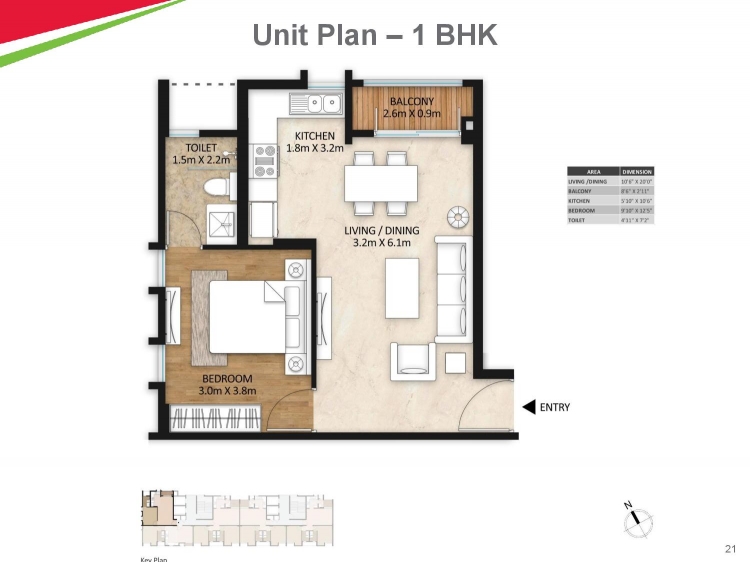 Unit Plan – 1 BHK
BALCONY
2.6m X 0.9m
KITCHEN
1.8m X 3.2m
TOILET
1.5m X 2.2m
LIVING / DINING
3.2m X 6.1m
BEDROOM
3.0m X 3.8m
ENTRY
AREA DIMENSION
LIVING /DINING 10'6" X 20'0"
BALCONY 8'6" X 2'11"
KITCHEN 5'10" X 10'6"
BEDROOM 9'10" X 12'5"
TOILET 4'11" X 7'2"
N
Key Plan
21